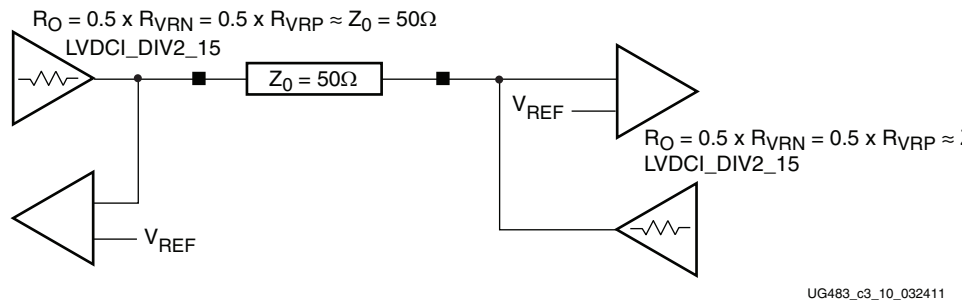 R_O = 0.5 x R_VRN = 0.5 x R_VRP ≈ Z_0 = 50Ω
LVDCI_DIV2_15
Z_0 = 50Ω
V_REF
R_O = 0.5 x R_VRN = 0.5 x R_VRP ≈
LVDCI_DIV2_15
V_REF
UG483_c3_10_032411